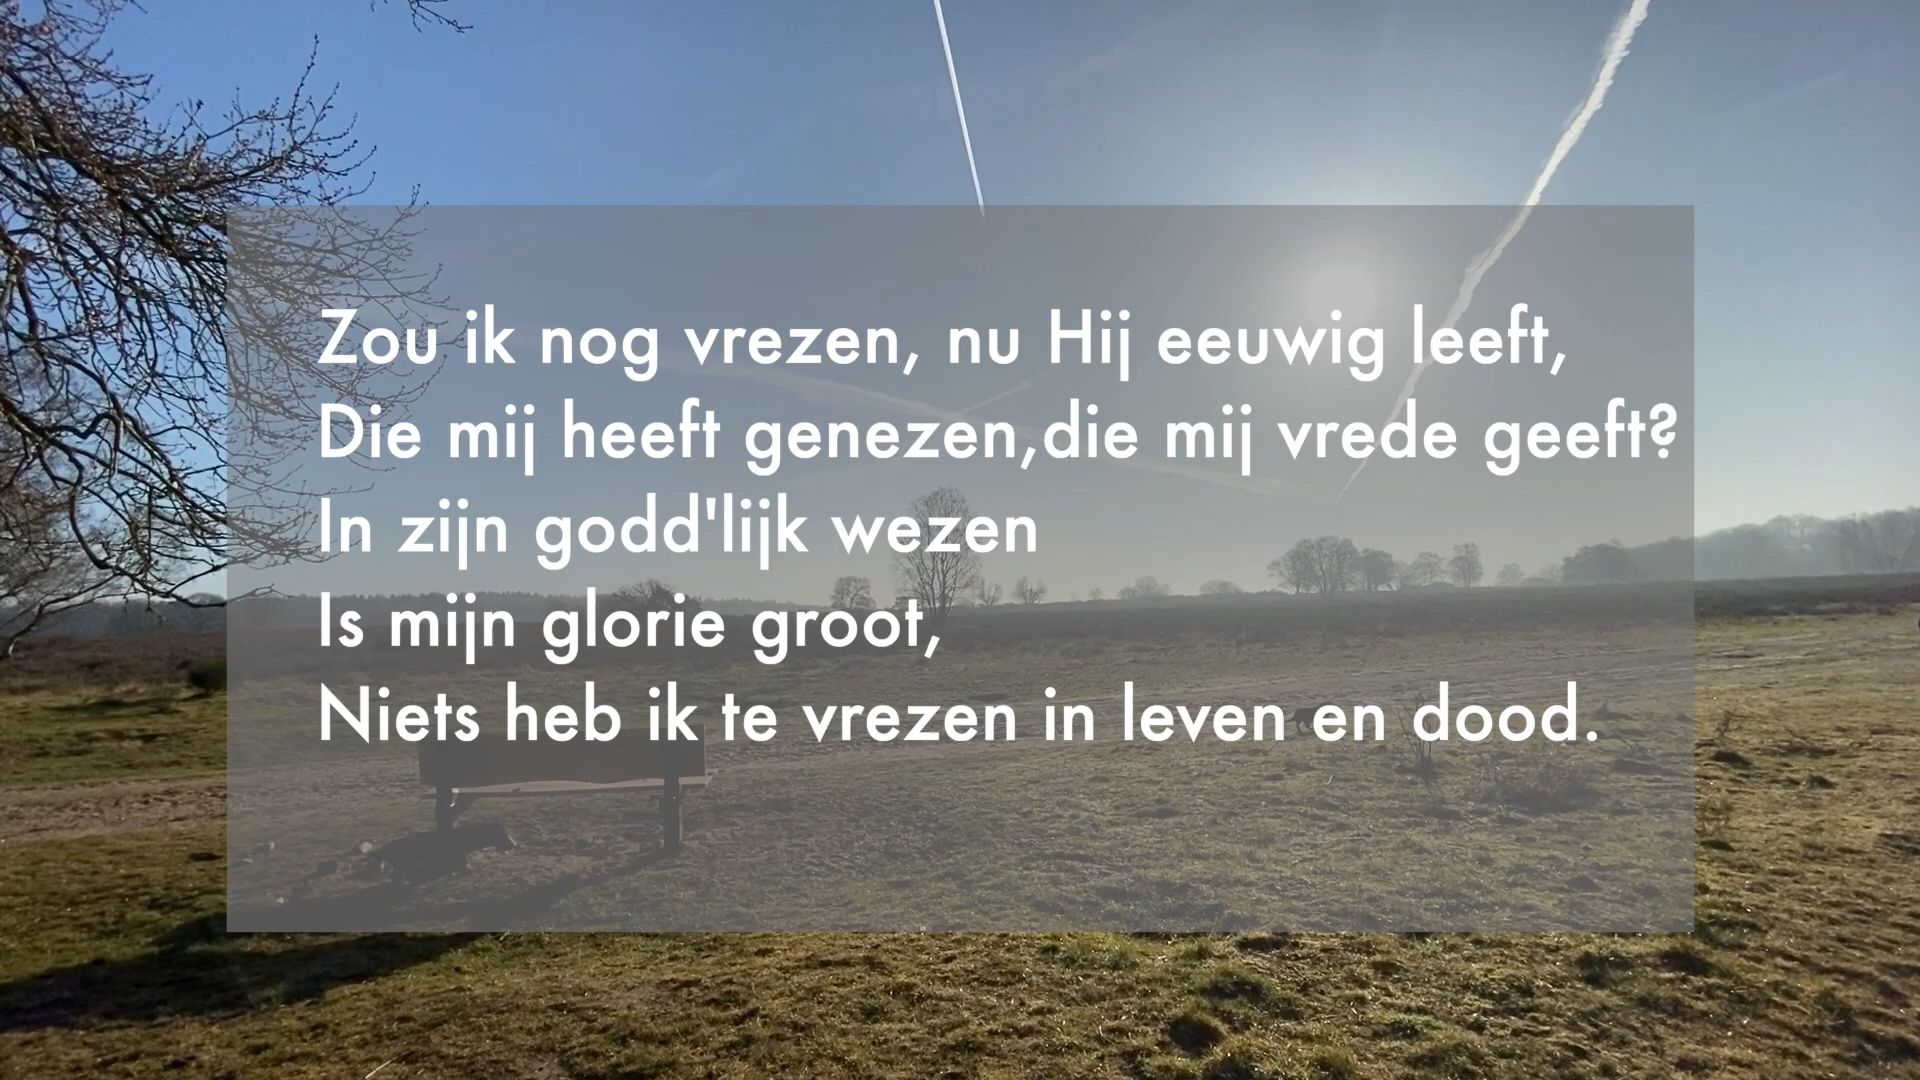 Zou ik nog vrezen, nu Hij eeuwig leeft,
Die mij heeft genezen,die mij vrede geeft?
In zijn godd'lijk wezen
Is mijn glorie groot,
Niets heb ik te vrezen in leven en dood.